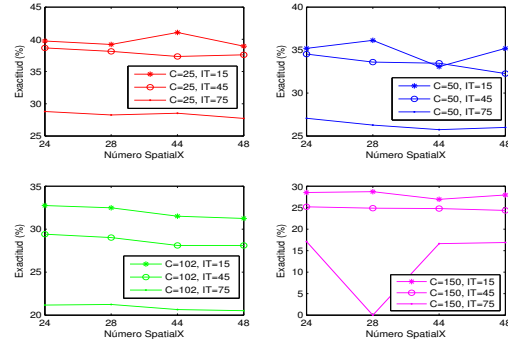 45
40
35
30
25
Exactitud (%)
C=25, IT=15
C=25, IT=45
C=25, IT=75
24 28 44 48
Número SpatialX
40
35
30
25
Exactitud (%)
C=50, IT=15
C=50, IT=45
C=50, IT=75
24 28 44 48
Número SpatialX
35
30
25
20
Exactitud (%)
C=102, IT=15
C=102, IT=45
C=102, IT=75
24 28 44 48
Número SpatialX
30
25
20
15
10
5
0
Exactitud (%)
C=150, IT=15
C=150, IT=45
C=150, IT=75
24 28 44 48
Número SpatialX